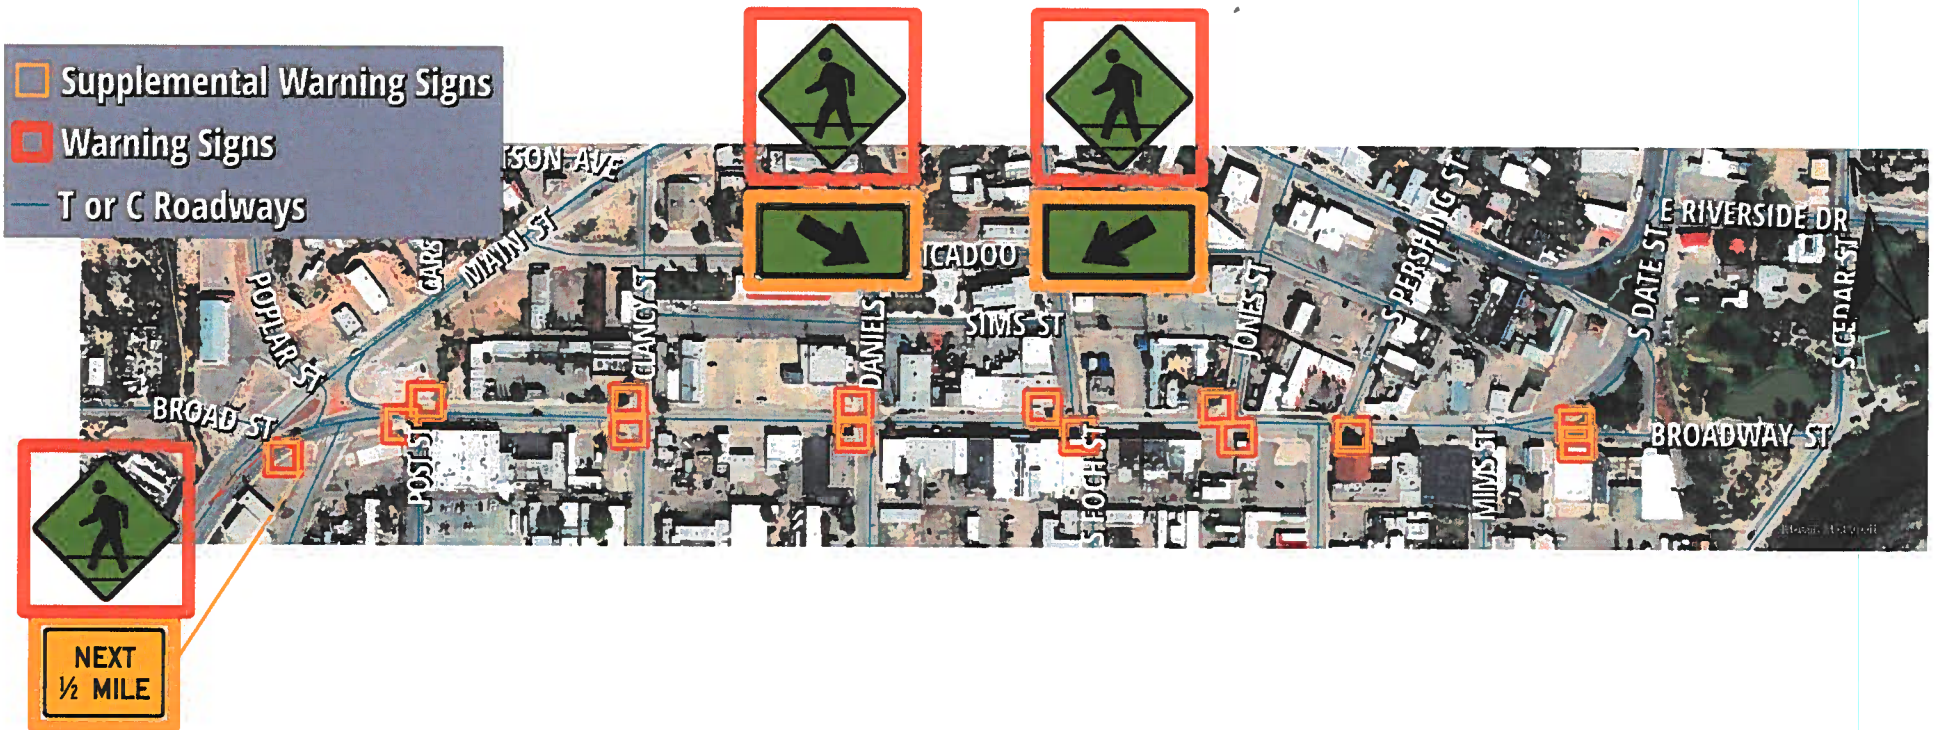 Supplemental Warning Signs
Warning Signs
T or C Roadways
TSON AVE
MAIN ST
POPLAR ST
BROAD ST
POST ST
CLANCY ST
ICADOO
DANIELS
SIMS ST
S FOCH ST
JONES ST
S PERSHING ST
MIMS ST
S DATE ST
E RIVERSIDE DR
S CEDAR ST
BROADWAY ST
NEXT
½ MILE